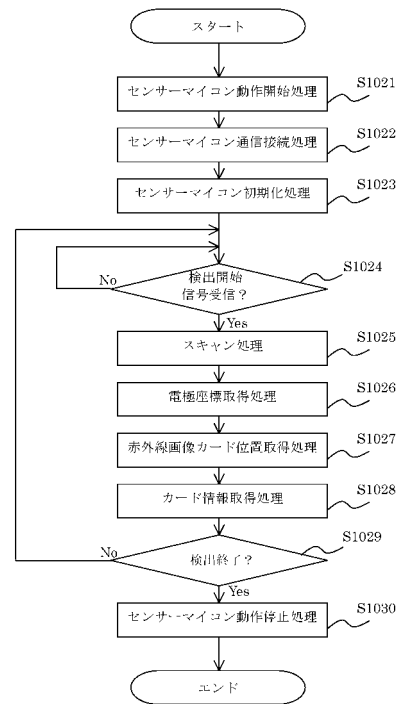 スタート
センサーマイコン動作開始処理
S1021
センサーマイコン通信接続処理
S1022
センサーマイコン初期化処理
S1023
検出開始
信号受信?
S1024
No
Yes
スキャン処理
S1025
電極座標取得処理
S1026
赤外線画像カード位置取得処理
S1027
カード情報取得処理
S1028
検出終了?
S1029
No
Yes
センサーマイコン動作停止処理
S1030
エンド